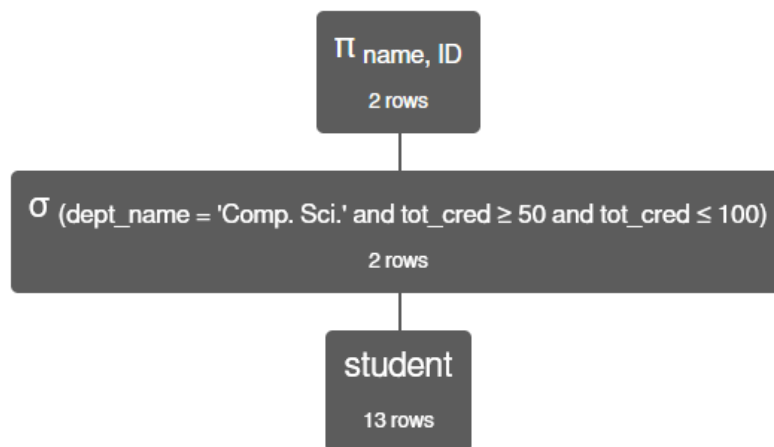 π name, ID
2 rows
σ (dept_name = 'Comp. Sci.' and tot_cred ≥ 50 and tot_cred ≤ 100)
2 rows
student
13 rows